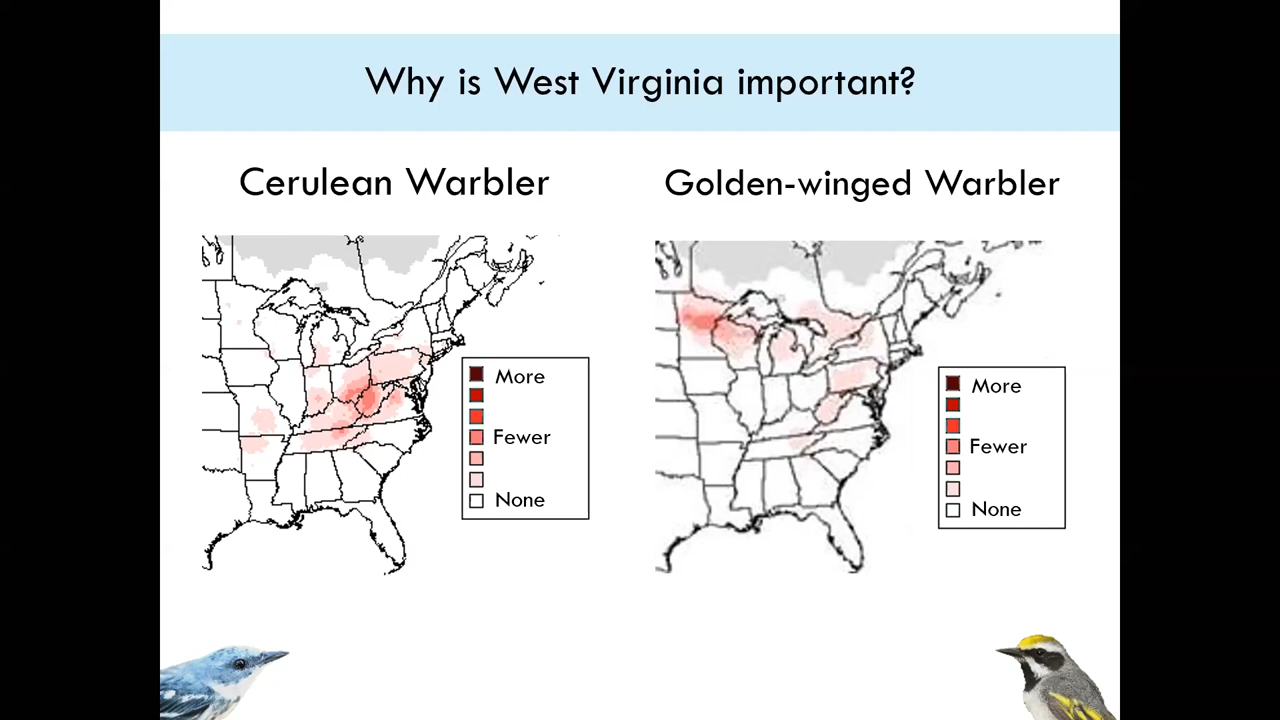 Why is West Virginia important?
Cerulean Warbler
Golden-winged Warbler
More
Fewer
None
More
Fewer
None